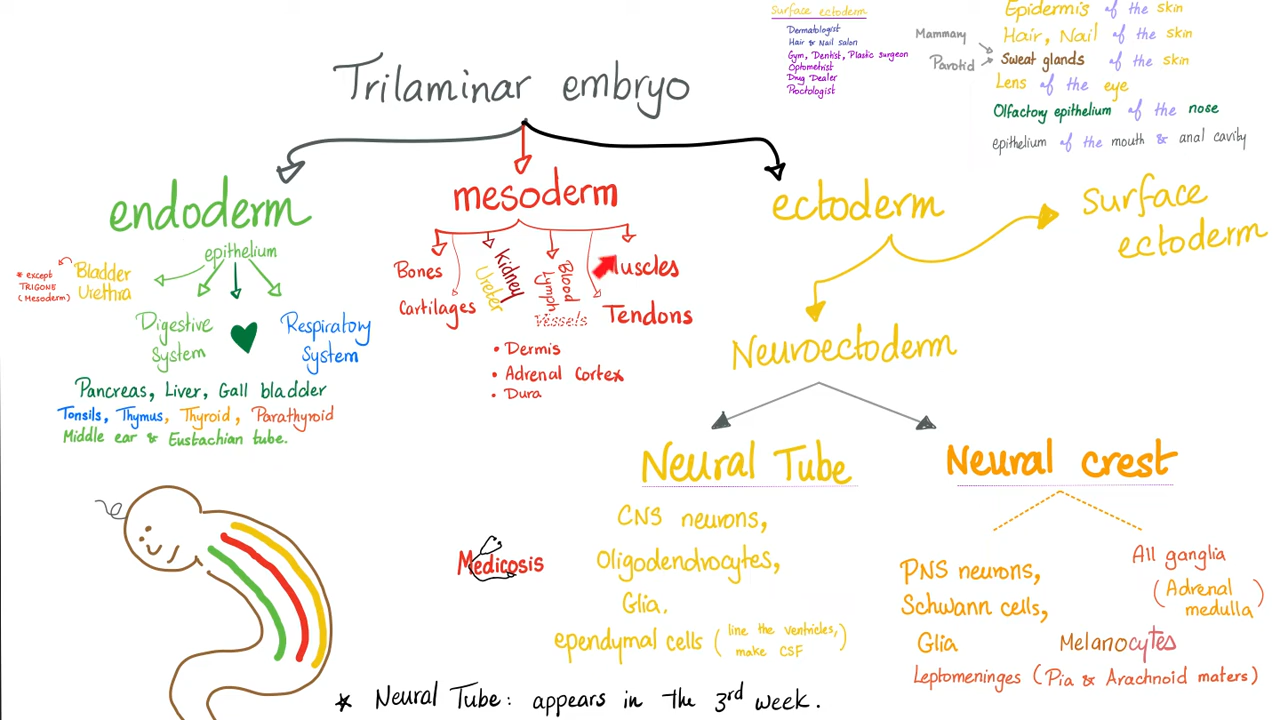 Trilaminar embryo
Surface ectoderm
Dermatologist
Hair & Nail salon
Gym, Dentist, Plastic surgeon
Optometrist
Drug Dealer
Proctologist
Mammary
Parotid
Epidermis of the skin
Hair, Nail of the skin
Sweat glands of the skin
Lens of the eye
Olfactory epithelium of the nose
epithelium of the mouth & anal cavity
endoderm
epithelium
* except
TRIGONE
(Mesoderm)
Bladder
Urethra
Digestive
System
Respiratory
System
Pancreas, Liver, Gall bladder
Tonsils, Thymus, Thyroid, Parathyroid
Middle ear & Eustachian tube.
mesoderm
Bones
Cartilages
Kidney
Ureter
Blood
Lymph
Vessels
uscles
Tendons
• Dermis
• Adrenal Cortex
• Dura
ectoderm
Surface
ectoderm
Neuroectoderm
Neural Tube
CNS neurons,
Oligodendrocytes,
Glia.
ependymal cells (line the ventricles,
make CSF)
Neural crest
PNS neurons,
Schwann cells,
Glia
All ganglia
(Adrenal
medulla)
Melanocytes
Leptomeninges (Pia & Arachnoid maters)
Medicosis
* Neural Tube: appears in the 3rd week.